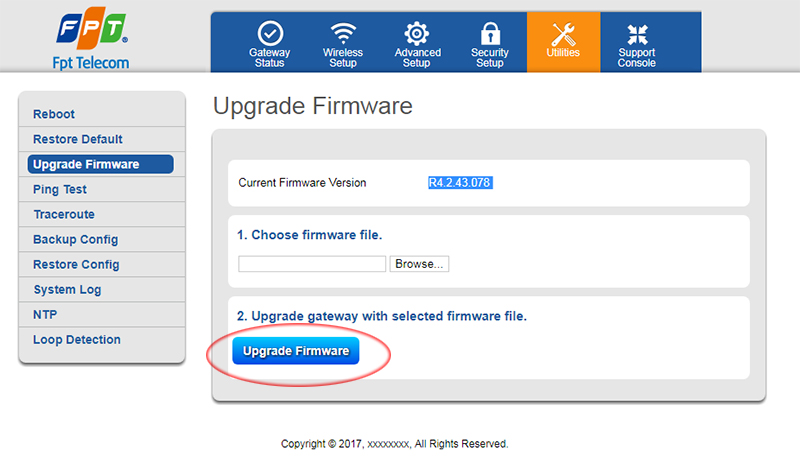 FPT
Fpt Telecom
Gateway
Status
Wireless
Setup
Advanced
Setup
Security
Setup
Utilities
Support
Console
Reboot
Restore Default
Upgrade Firmware
Ping Test
Traceroute
Backup Config
Restore Config
System Log
NTP
Loop Detection
Upgrade Firmware
Current Firmware Version R4.2.43.078
1. Choose firmware file.
Browse...
2. Upgrade gateway with selected firmware file.
Upgrade Firmware
Copyright © 2017, xxxxxxxx, All Rights Reserved.